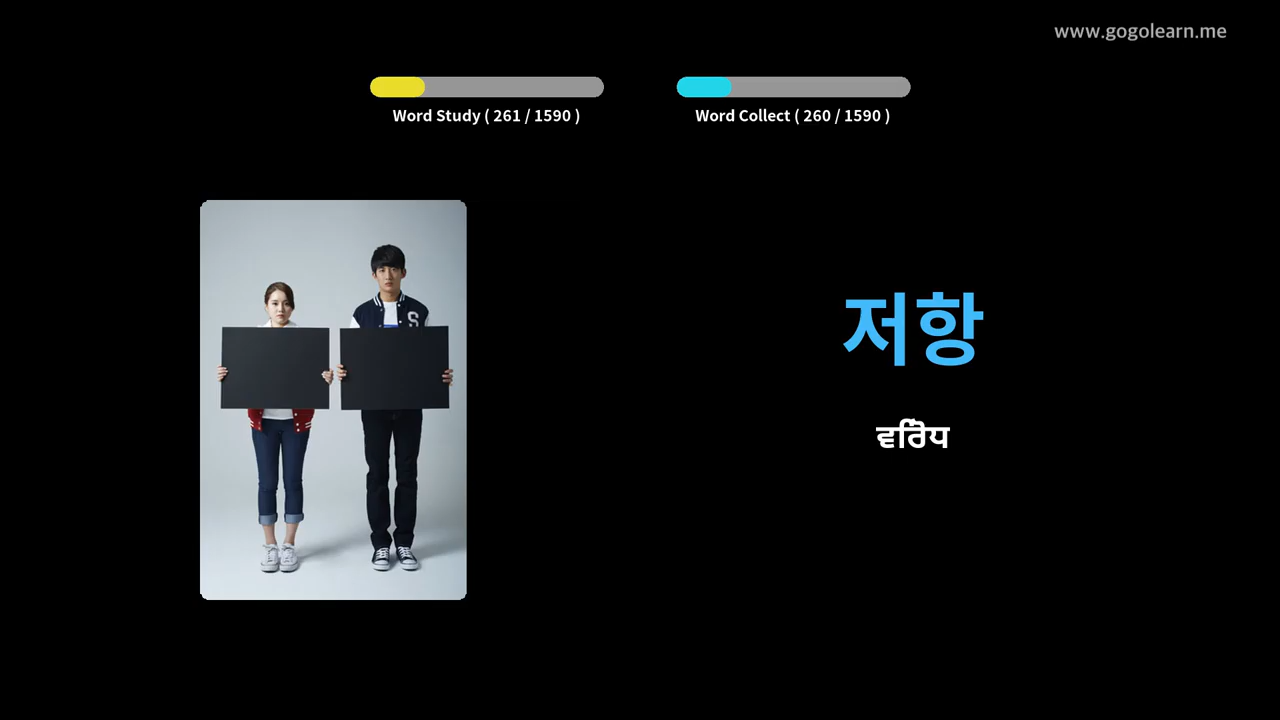 www.gogolearn.me
Word Study ( 261 / 1590 )
Word Collect ( 260 / 1590 )
S
저항
ਵਿਰੋਧ